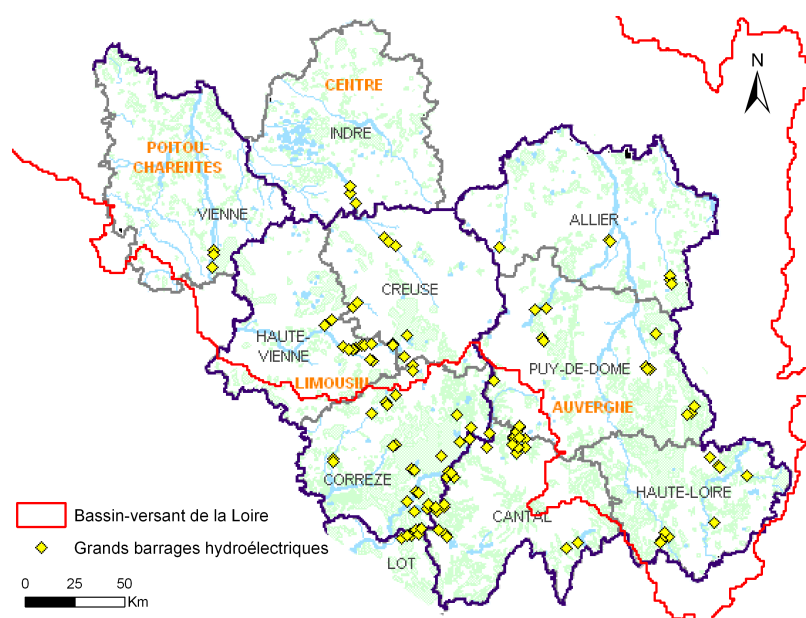 N
CENTRE
INDRE
POITOU-
CHARENTES
VIENNE
ALLIER
CREUSE
HAUTE-
VIENNE
LIMOUSIN
PUY-DE-DOME
AUVERGNE
CORREZE
CANTAL
HAUTE-LOIRE
LOT
Bassin-versant de la Loire
Grands barrages hydroélectriques
0 25 50
Km